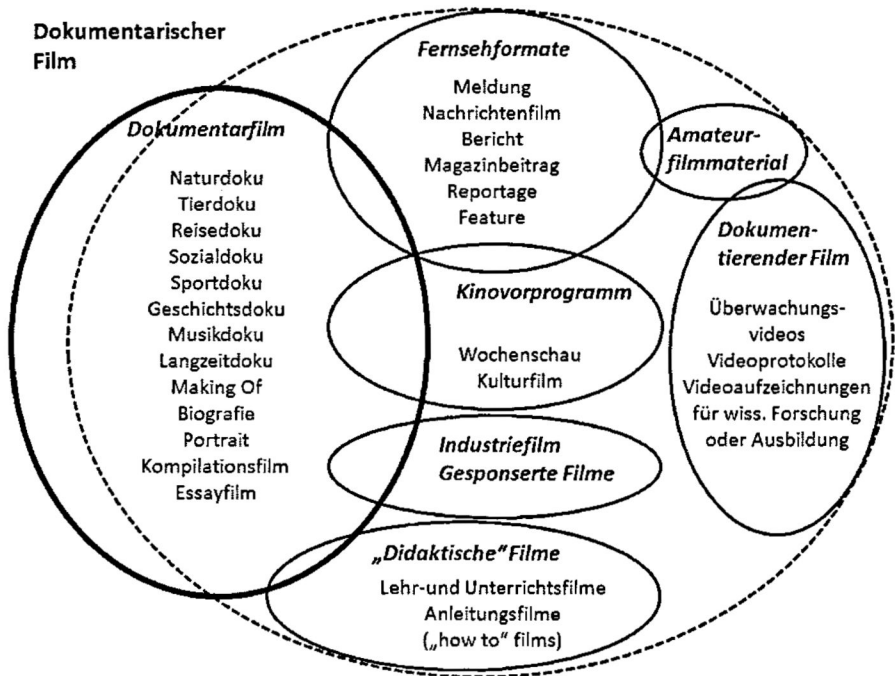 Dokumentarischer
Film
Dokumentarfilm
Naturdoku
Tierdoku
Reisedoku
Sozialdoku
Sportdoku
Geschichtsdoku
Musikdoku
Langzeitdoku
Making Of
Biografie
Portrait
Kompilationsfilm
Essayfilm
Fernsehformate
Meldung
Nachrichtenfilm
Bericht
Magazinbeitrag
Reportage
Feature
Kinovorprogramm
Wochenschau
Kulturfilm
Industriefilm
Gesponserte Filme
„Didaktische" Filme
Lehr-und Unterrichtsfilme
Anleitungsfilme
(„how to" films)
Amateur-
filmmaterial
Dokumen-
tierender Film
Überwachungs-
videos
Videoprotokolle
Videoaufzeichnungen
für wiss. Forschung
oder Ausbildung